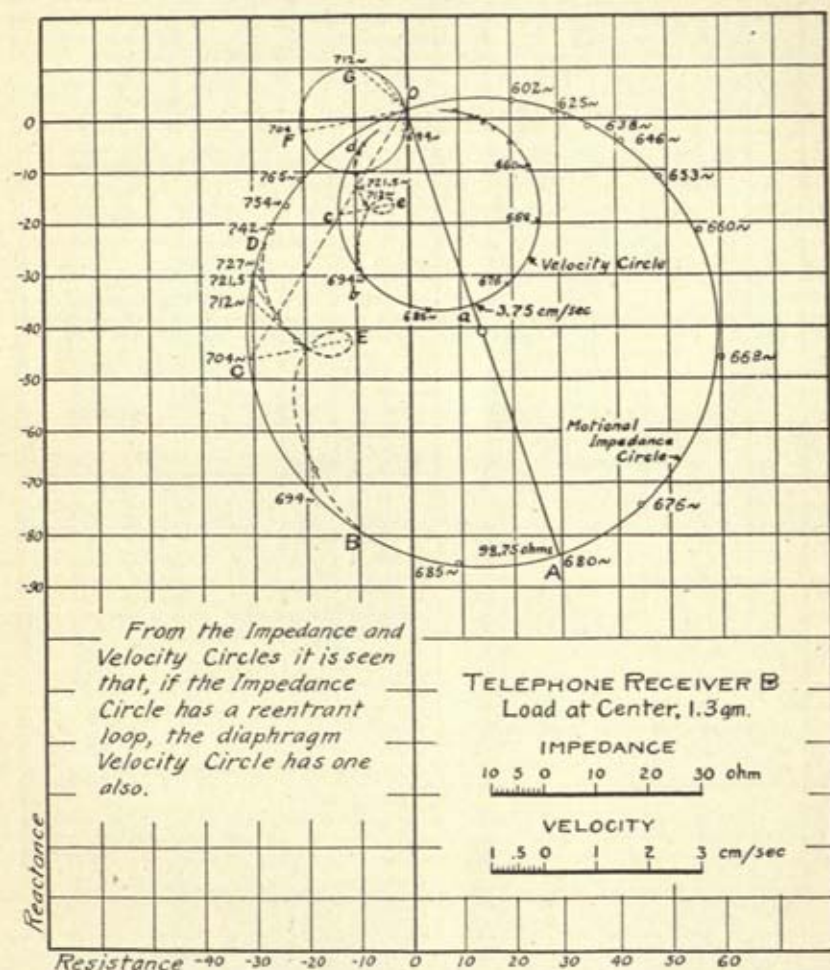 712~
G
O
602~
625~
638~
646~
653~
660~
0
704
F
694~
d
660~
-10
765~
721.5~
712~
e
c
754~
668~
-20
742~
D
Velocity Circle
727~
694~
b
676
-30
721.5
712~
686~
a
3.75 cm/sec
-40
E
704~
C
668~
-50
-60
Motional
Impedance
Circle
-70
694~
676~
-80
B
98.75 ohms
A
680~
685~
-90
From the Impedance and
Velocity Circles it is seen
that, if the Impedance
Circle has a reentrant
loop, the diaphragm
Velocity Circle has one
also.
TELEPHONE RECEIVER B
Load at Center, 1.3 gm.
IMPEDANCE
10 .5 0 10 20 30 ohm
VELOCITY
1 .5 0 1 2 3 cm/sec
Reactance
Resistance -40 -30 -20 -10 0 10 20 30 40 50 60